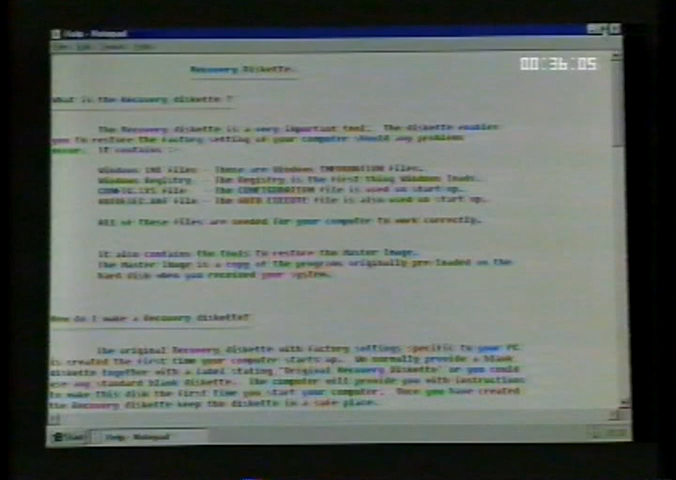 Help - Notepad
00:36:05
Recovery Diskette.
What is the Recovery diskette ?
The Recovery diskette is a very important tool. The diskette enables
you to restore the factory setting of your computer should any problems
occur. It contains :-
Windows INI Files - These are Windows INFORMATION Files.
Windows Registry - The Registry is the first thing Windows loads.
CONFIG.SYS File - The CONFIGURATION file is used on start up.
AUTOEXEC.BAT File - The AUTO EXECUTE file is also used on start up.
All of these files are needed for your computer to work correctly.
It also contains the tools to restore the Master Image.
The Master Image is a copy of the programs originally pre-loaded on the
hard disk when you received your system.
How do I make a Recovery diskette?
The original Recovery diskette with factory settings specific to your PC
is created the first time your computer starts up. We normally provide a blank
diskette together with a label stating "Original Recovery Diskette" or you could
use any standard blank diskette. The computer will provide you with instructions
to make this disk the first time you start your computer. Once you have created
the Recovery diskette keep the diskette in a safe place.
Start
Help - Notepad